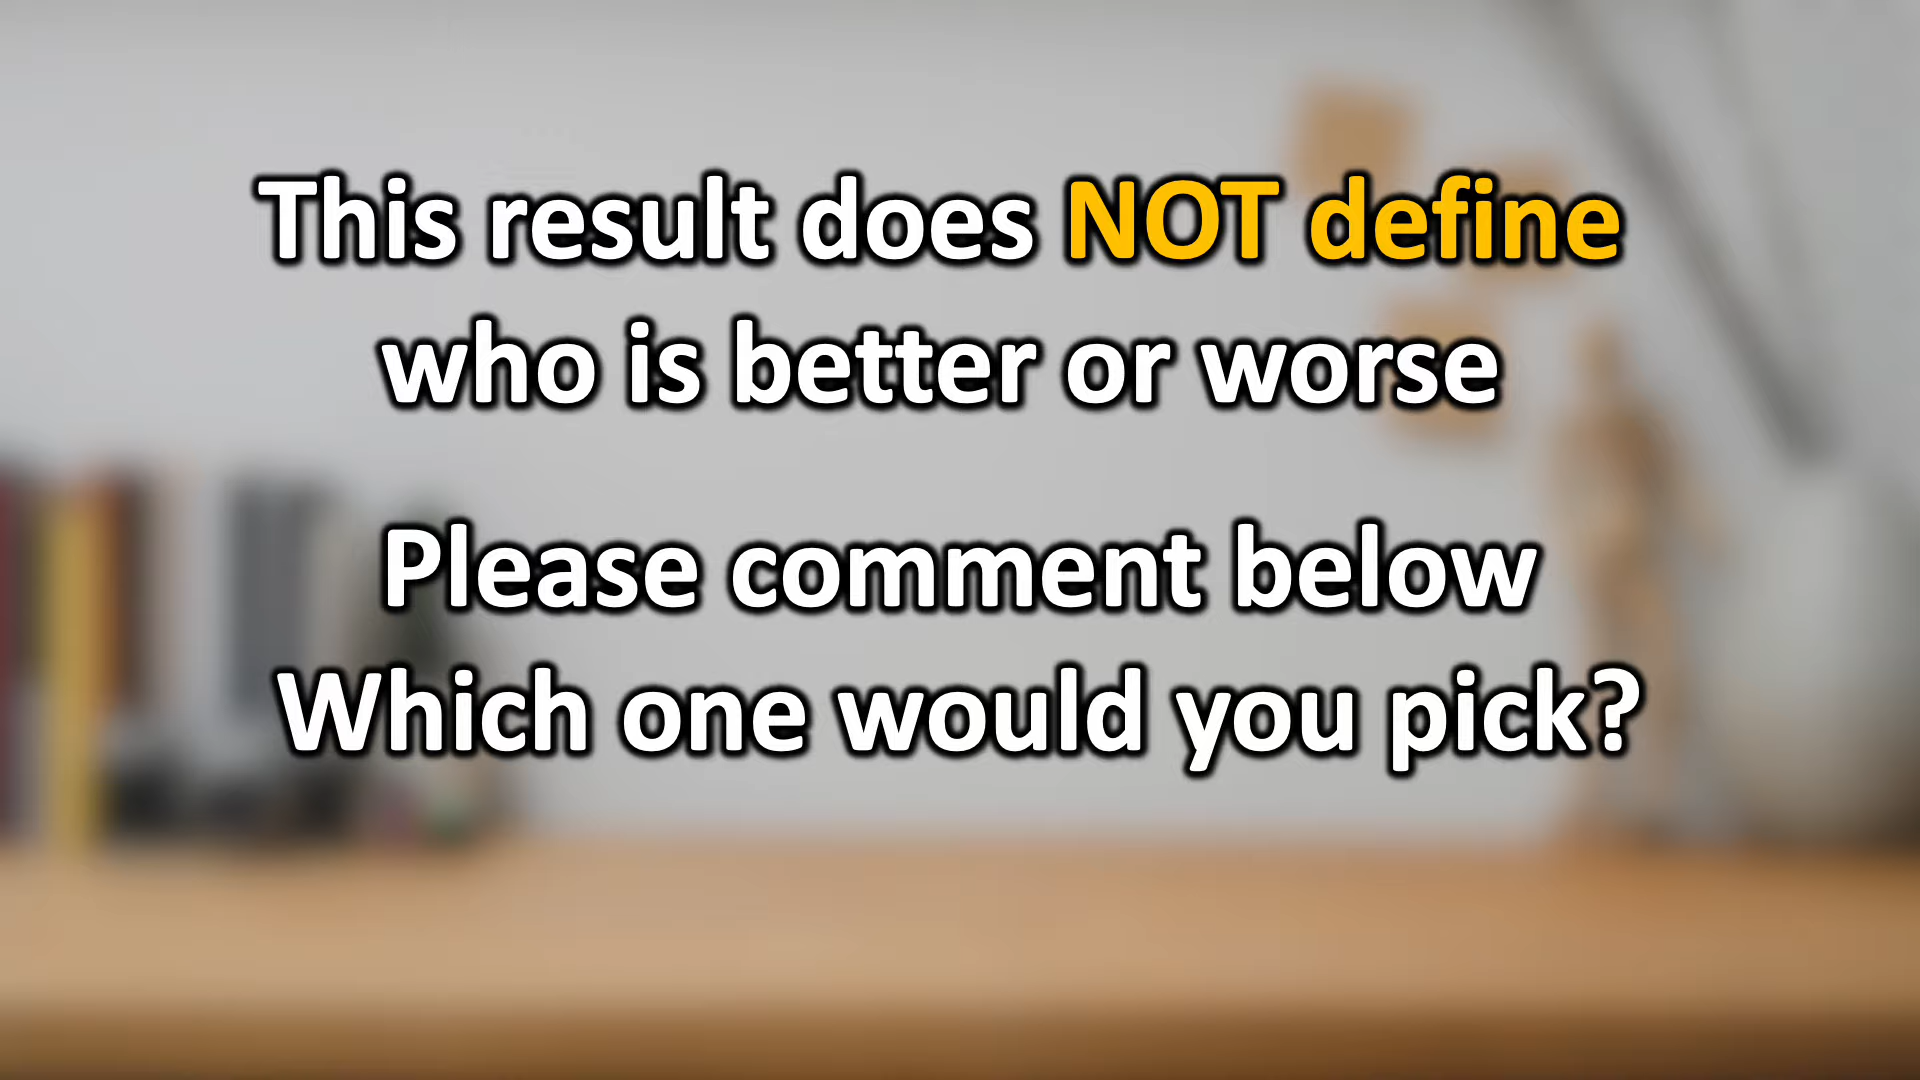 This result does NOT define
who is better or worse
Please comment below
Which one would you pick?